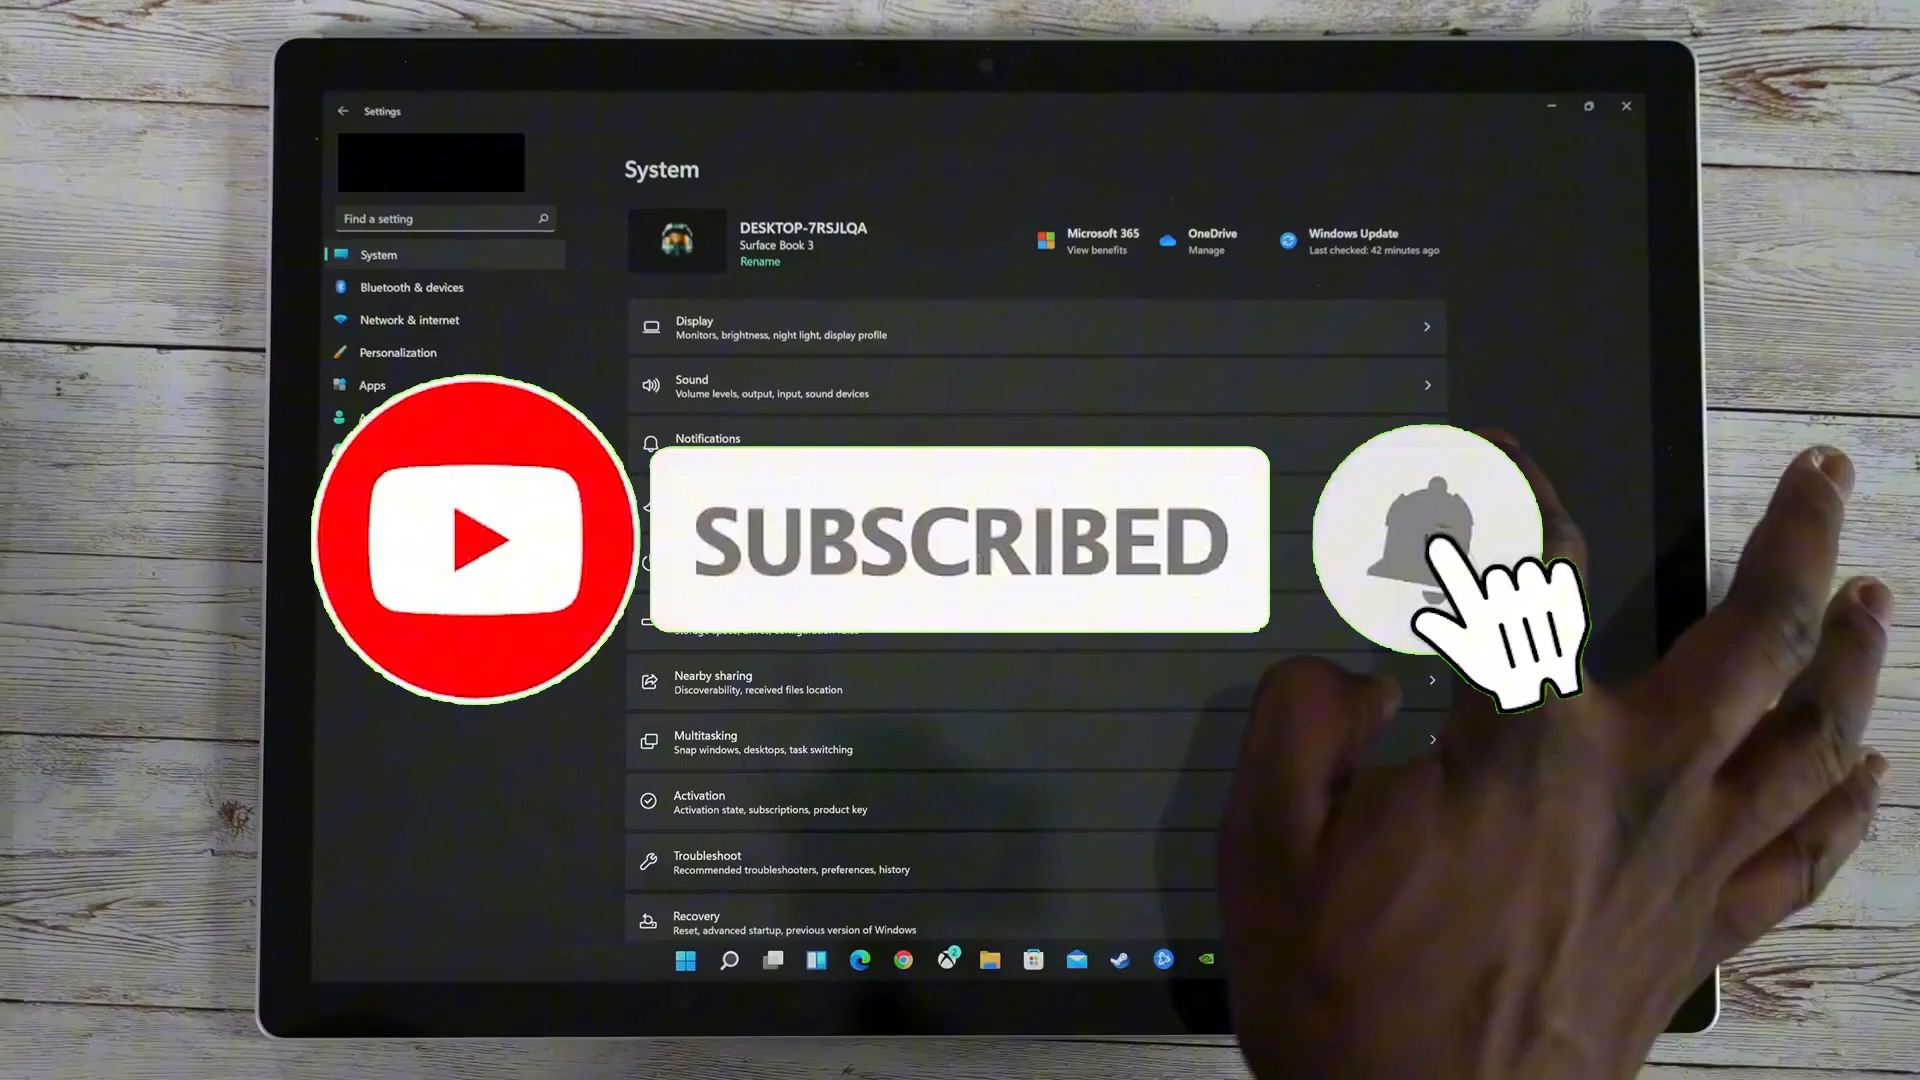 Settings
Find a setting
System
Bluetooth & devices
Network & internet
Personalization
Apps
System
DESKTOP-7RSJLQA
Surface Book 3
Rename
Microsoft 365
View benefits
OneDrive
Manage
Windows Update
Last checked: 42 minutes ago
Display
Monitors, brightness, night light, display profile
Sound
Volume levels, output, input, sound devices
Notifications
SUBSCRIBED
Nearby sharing
Discoverability, received files location
Multitasking
Snap windows, desktops, task switching
Activation
Activation state, subscriptions, product key
Troubleshoot
Recommended troubleshooters, preferences, history
Recovery
Reset, advanced startup, previous version of Windows
2